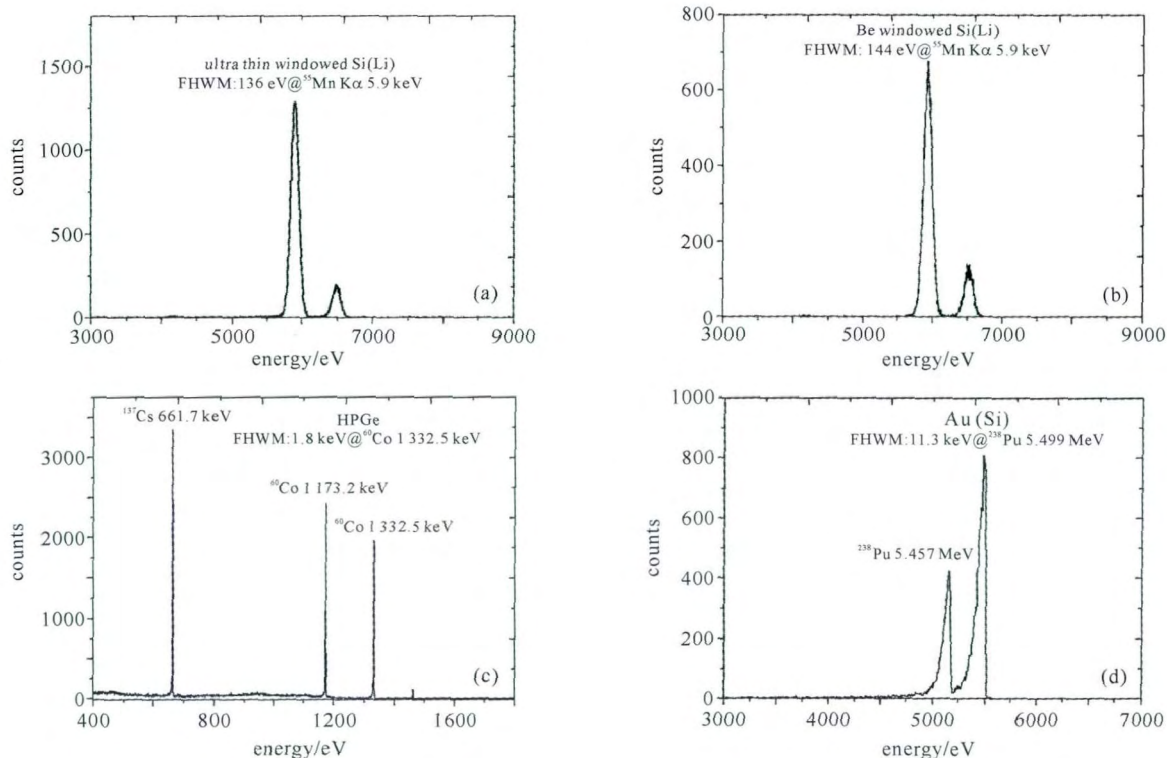 ultra thin windowed Si(Li)
FHWM:136 eV@⁵⁵Mn Kα 5.9 keV
1500
1000
500
0
counts
3000 5000 7000 9000
energy/eV
(a)
Be windowed Si(Li)
FHWM: 144 eV@⁵⁵Mn Kα 5.9 keV
800
600
400
200
0
counts
3000 5000 7000 9000
energy/eV
(b)
¹³⁷Cs 661.7 keV
HPGe
FHWM:1.8 keV@⁶⁰Co 1 332.5 keV
⁶⁰Co 1 173.2 keV
⁶⁰Co 1 332.5 keV
3000
2000
1000
0
counts
400 800 1200 1600
energy/eV
(c)
Au (Si)
FHWM:11.3 keV@²³⁸Pu 5.499 MeV
²³⁸Pu 5.457 MeV
1000
800
600
400
200
0
counts
3000 4000 5000 6000 7000
energy/eV
(d)